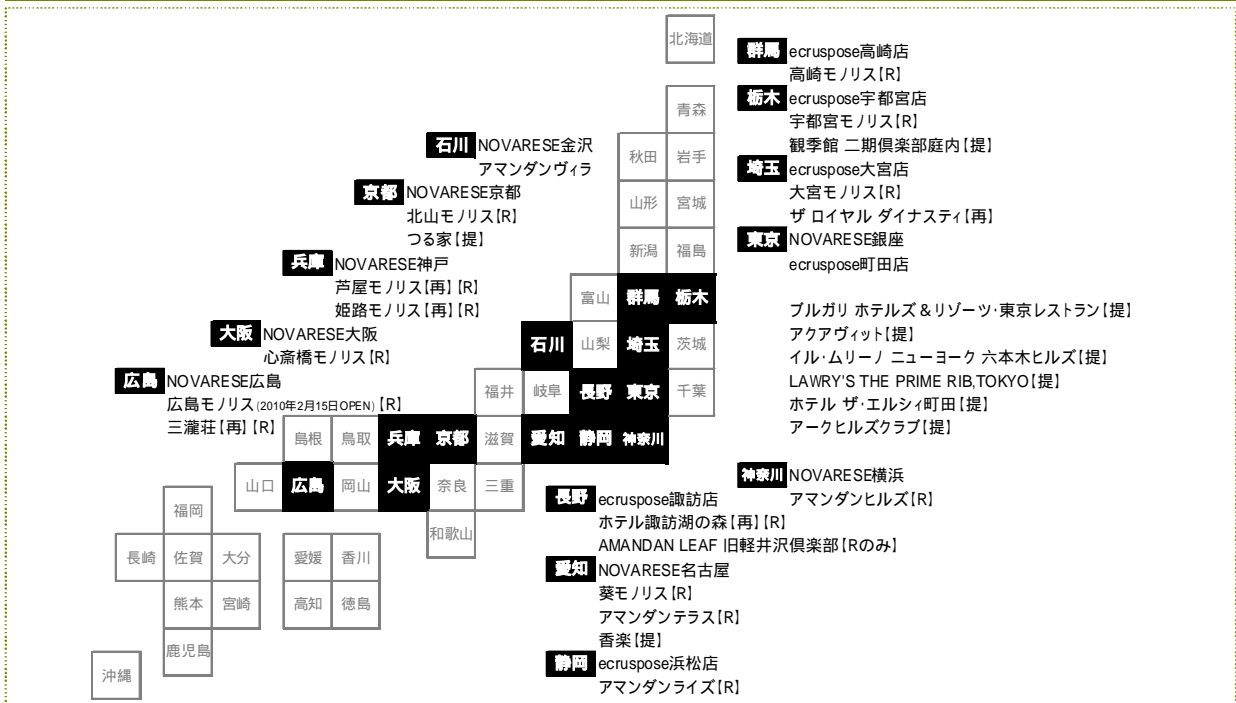 北海道
青森
秋田 岩手
山形 宮城
新潟 福島
富山 群馬 栃木
石川 山梨 埼玉 茨城
福井 岐阜 長野 東京 千葉
島根 鳥取 兵庫 京都 滋賀 愛知 静岡 神奈川
山口 広島 岡山 大阪 奈良 三重
和歌山
福岡
長崎 佐賀 大分 愛媛 香川
熊本 宮崎 高知 徳島
鹿児島
沖縄
石川 NOVARESE金沢
アマンダンヴィラ
京都 NOVARESE京都
北山モノリス【R】
つる家【提】
兵庫 NOVARESE神戸
芦屋モノリス【再】【R】
姫路モノリス【再】【R】
大阪 NOVARESE大阪
心斎橋モノリス【R】
広島 NOVARESE広島
広島モノリス(2010年2月15日OPEN)【R】
三瀧荘【再】【R】
群馬 ecruspose高崎店
高崎モノリス【R】
栃木 ecruspose宇都宮店
宇都宮モノリス【R】
観季館 二期倶楽部庭内【提】
埼玉 ecruspose大宮店
大宮モノリス【R】
ザ ロイヤル ダイナスティ【再】
東京 NOVARESE銀座
ecruspose町田店
ブルガリ ホテルズ＆リゾーツ・東京レストラン【提】
アクアヴィット【提】
イル・ムリーノ ニューヨーク 六本木ヒルズ【提】
LAWRY'S THE PRIME RIB,TOKYO【提】
ホテル ザ・エルシィ町田【提】
アークヒルズクラブ【提】
神奈川 NOVARESE横浜
アマンダンヒルズ【R】
長野 ecruspose諏訪店
ホテル諏訪湖の森【再】【R】
AMANDAN LEAF 旧軽井沢倶楽部【Rのみ】
愛知 NOVARESE名古屋
葵モノリス【R】
アマンダンテラス【R】
香楽【提】
静岡 ecruspose浜松店
アマンダンライズ【R】